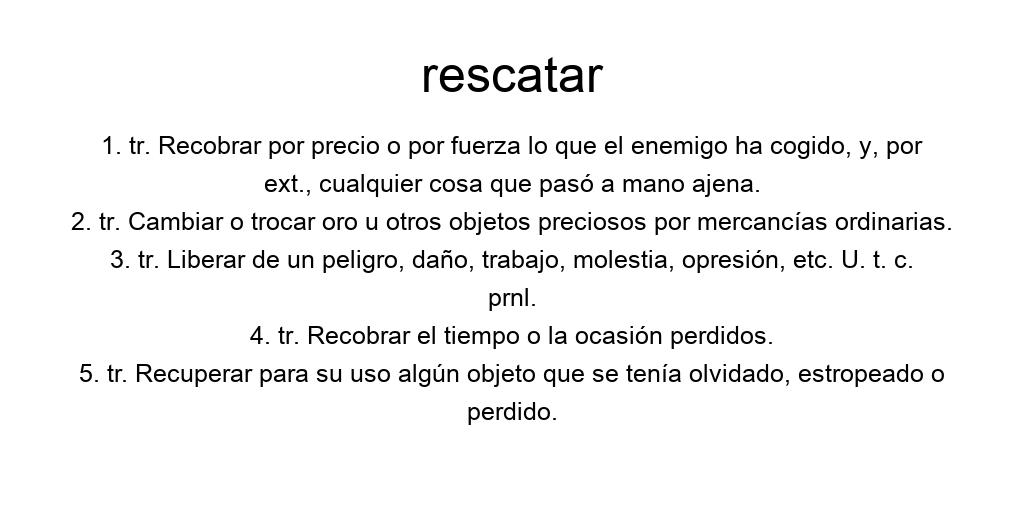 rescatar
1. tr. Recobrar por precio o por fuerza lo que el enemigo ha cogido, y, por
ext., cualquier cosa que pasó a mano ajena.
2. tr. Cambiar o trocar oro u otros objetos preciosos por mercancías ordinarias.
3. tr. Liberar de un peligro, daño, trabajo, molestia, opresión, etc. U. t. c.
prnl.
4. tr. Recobrar el tiempo o la ocasión perdidos.
5. tr. Recuperar para su uso algún objeto que se tenía olvidado, estropeado o
perdido.